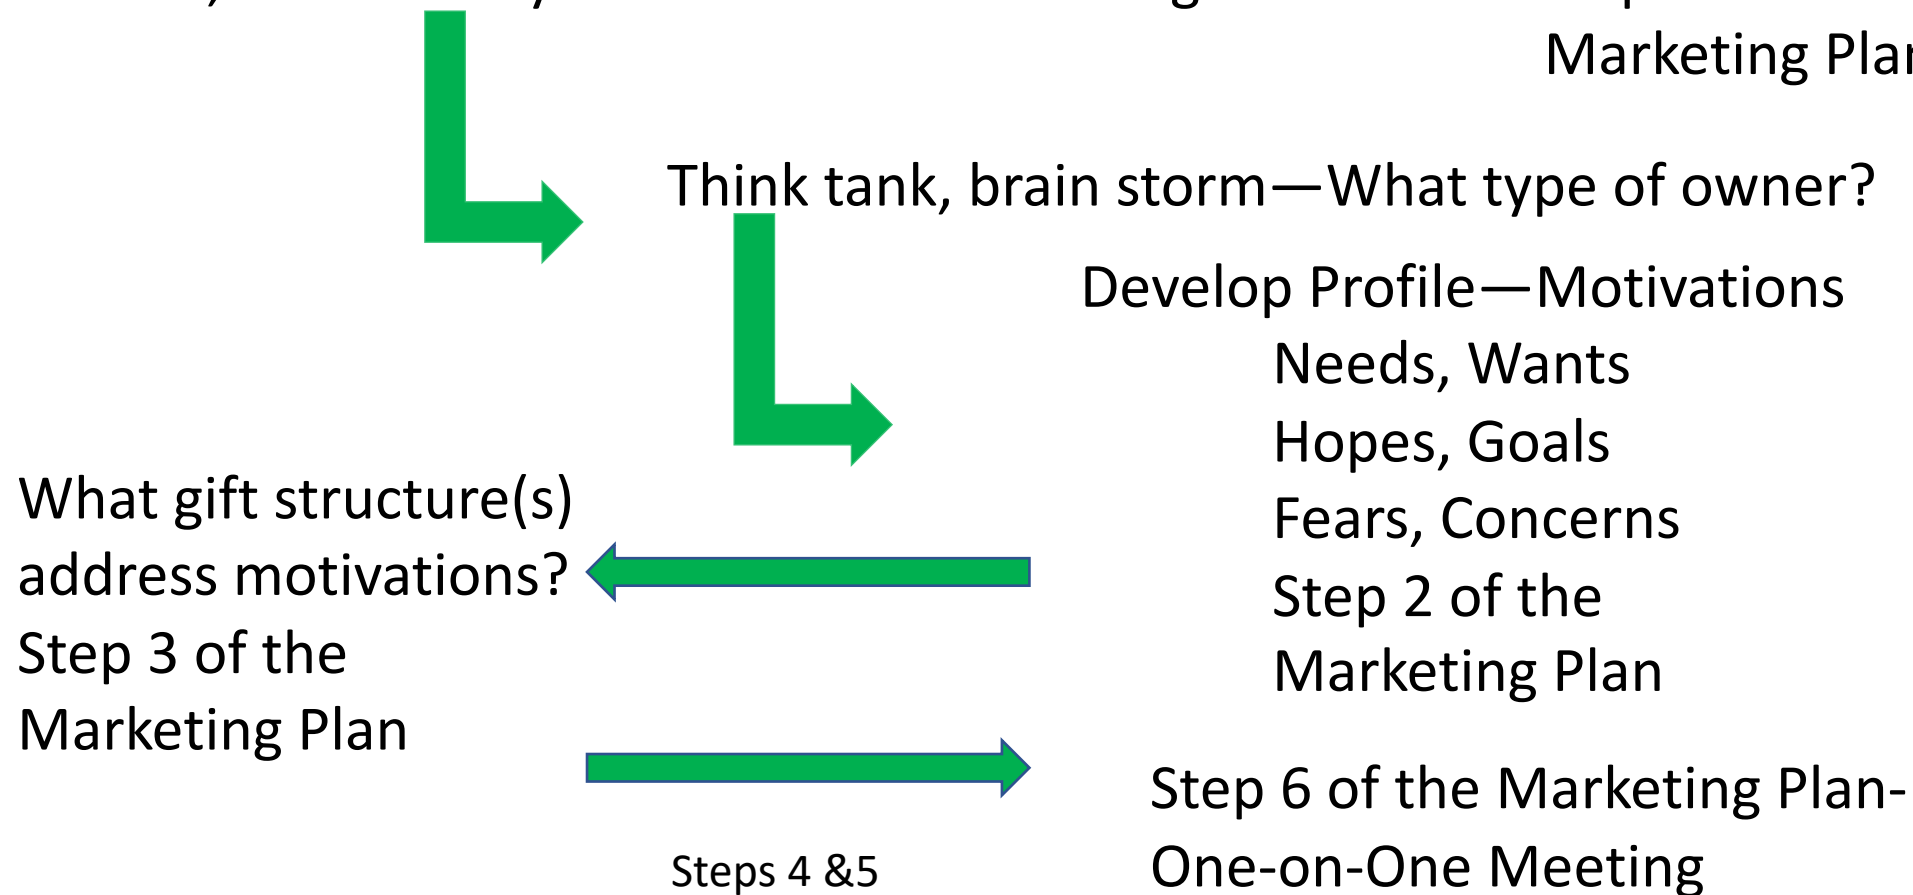 Marketing Plan
Think tank, brain storm—What type of owner?
Develop Profile—Motivations
Needs, Wants
Hopes, Goals
Fears, Concerns
Step 2 of the
Marketing Plan
What gift structure(s)
address motivations?
Step 3 of the
Marketing Plan
Step 6 of the Marketing Plan-
One-on-One Meeting
Steps 4 &5